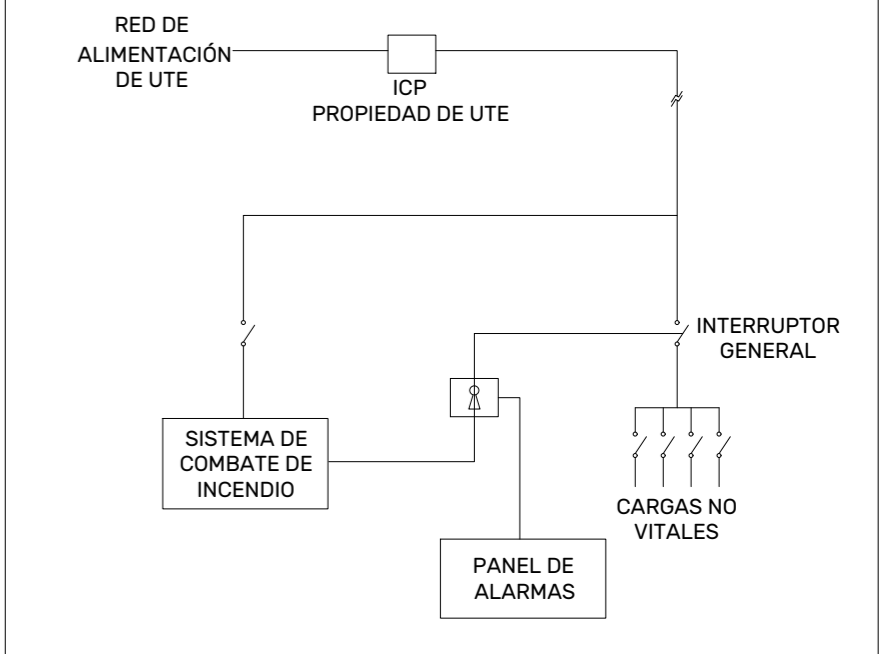 RED DE
ALIMENTACIÓN
DE UTE
ICP
PROPIEDAD DE UTE
INTERRUPTOR
GENERAL
SISTEMA DE
COMBATE DE
INCENDIO
CARGAS NO
VITALES
PANEL DE
ALARMAS